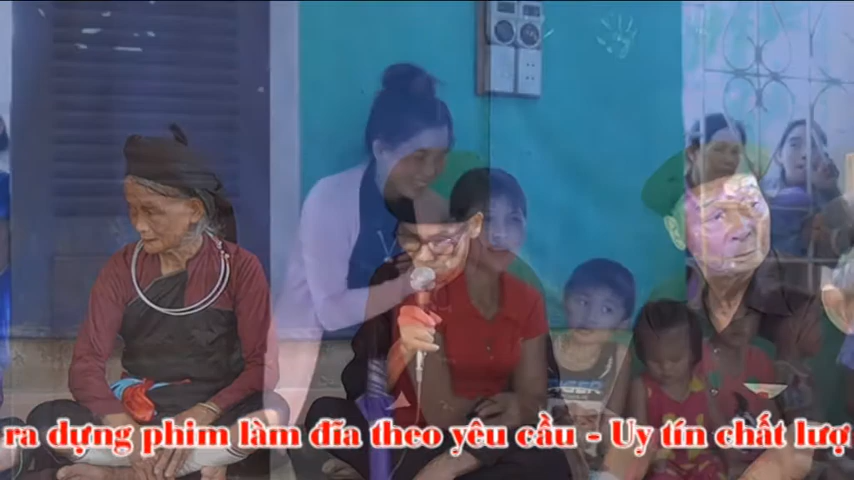 ra dựng phim làm đĩa theo yêu cầu - Uy tín chất lượ